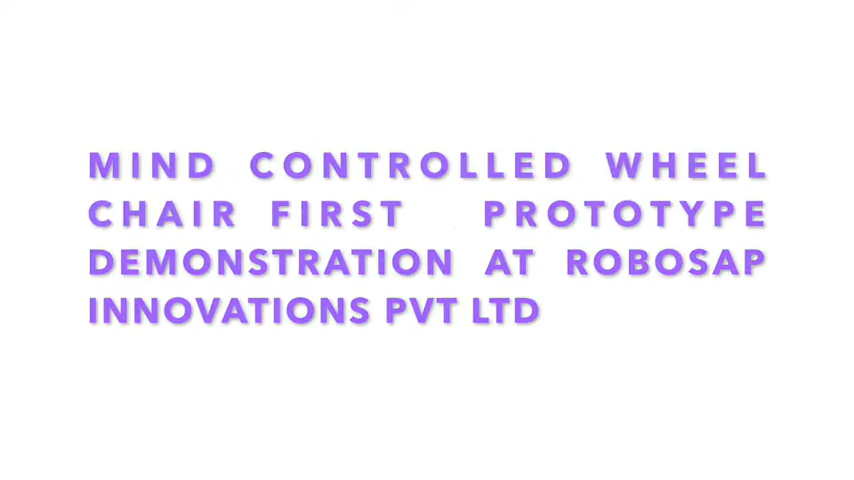 MIND CONTROLLED WHEEL
CHAIR FIRST PROTOTYPE
DEMONSTRATION AT ROBOSAP
INNOVATIONS PVT LTD